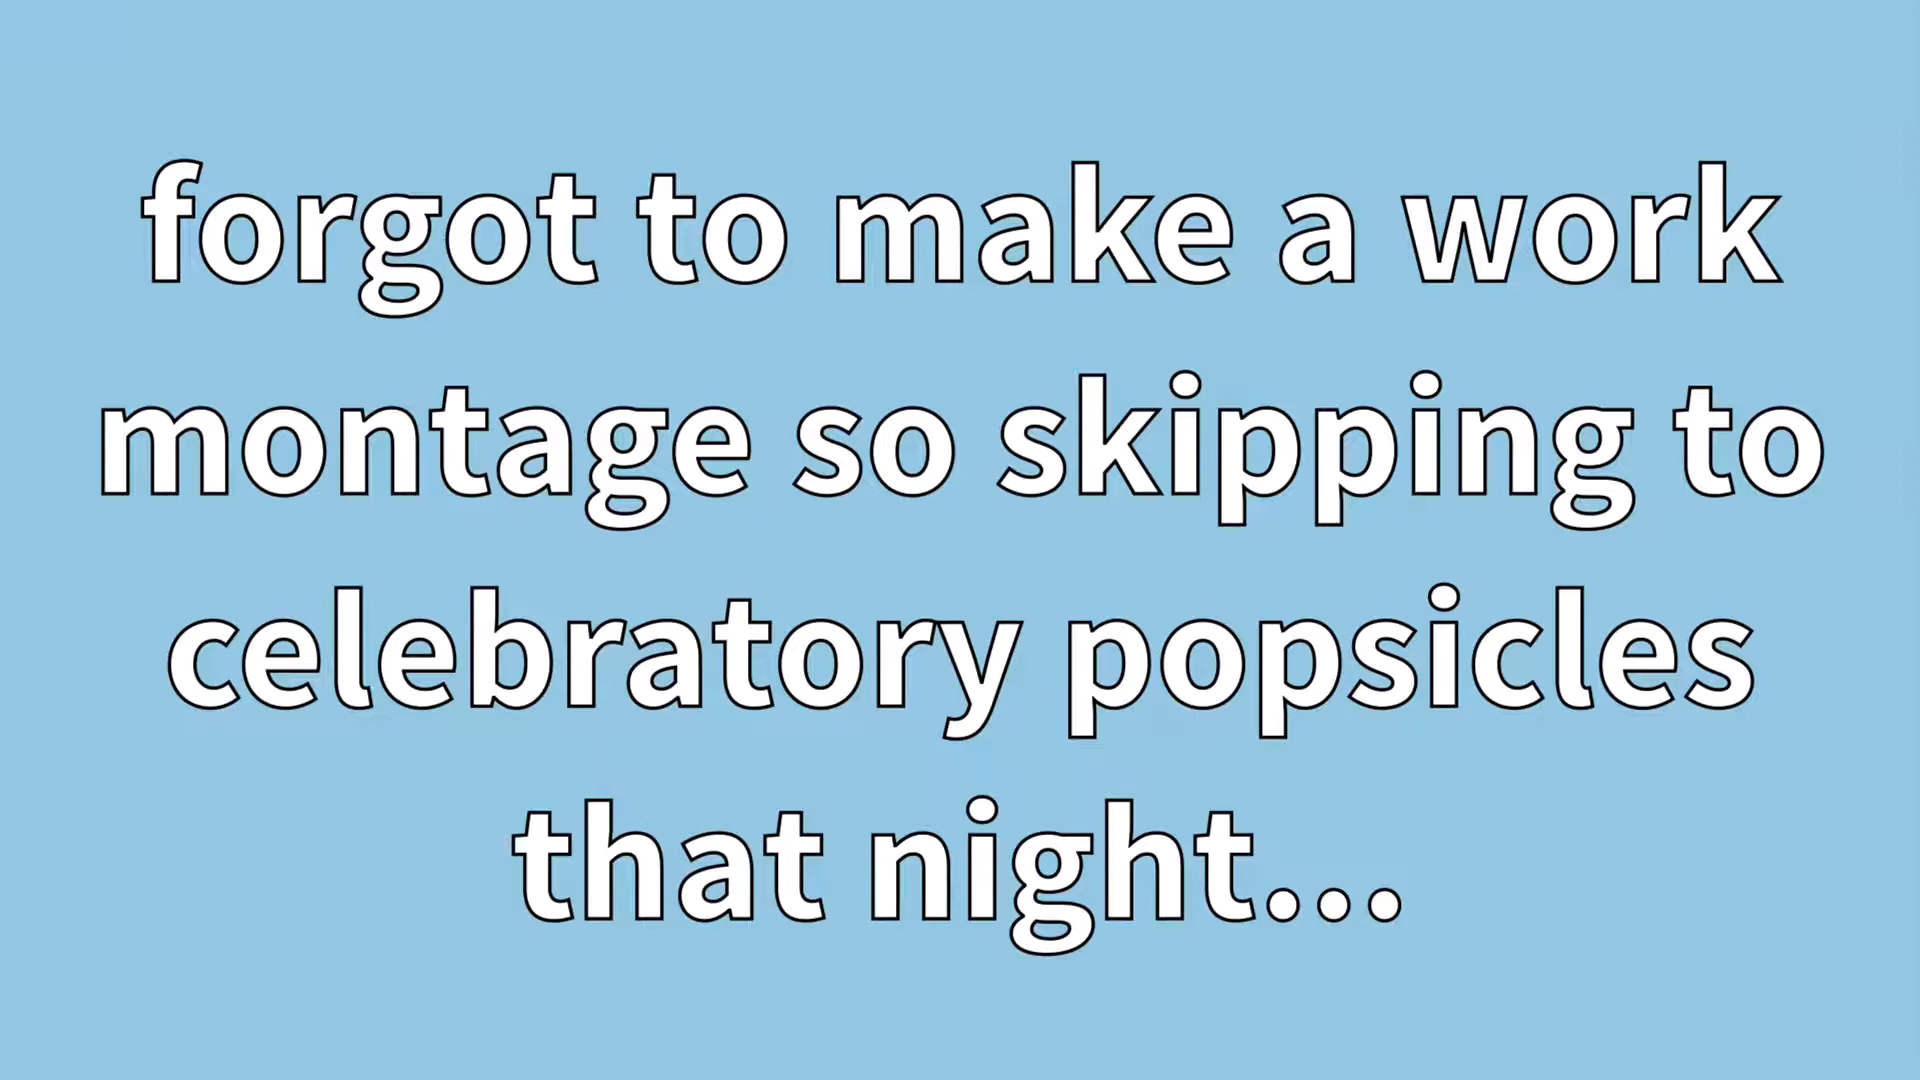 forgot to make a work
montage so skipping to
celebratory popsicles
that night...